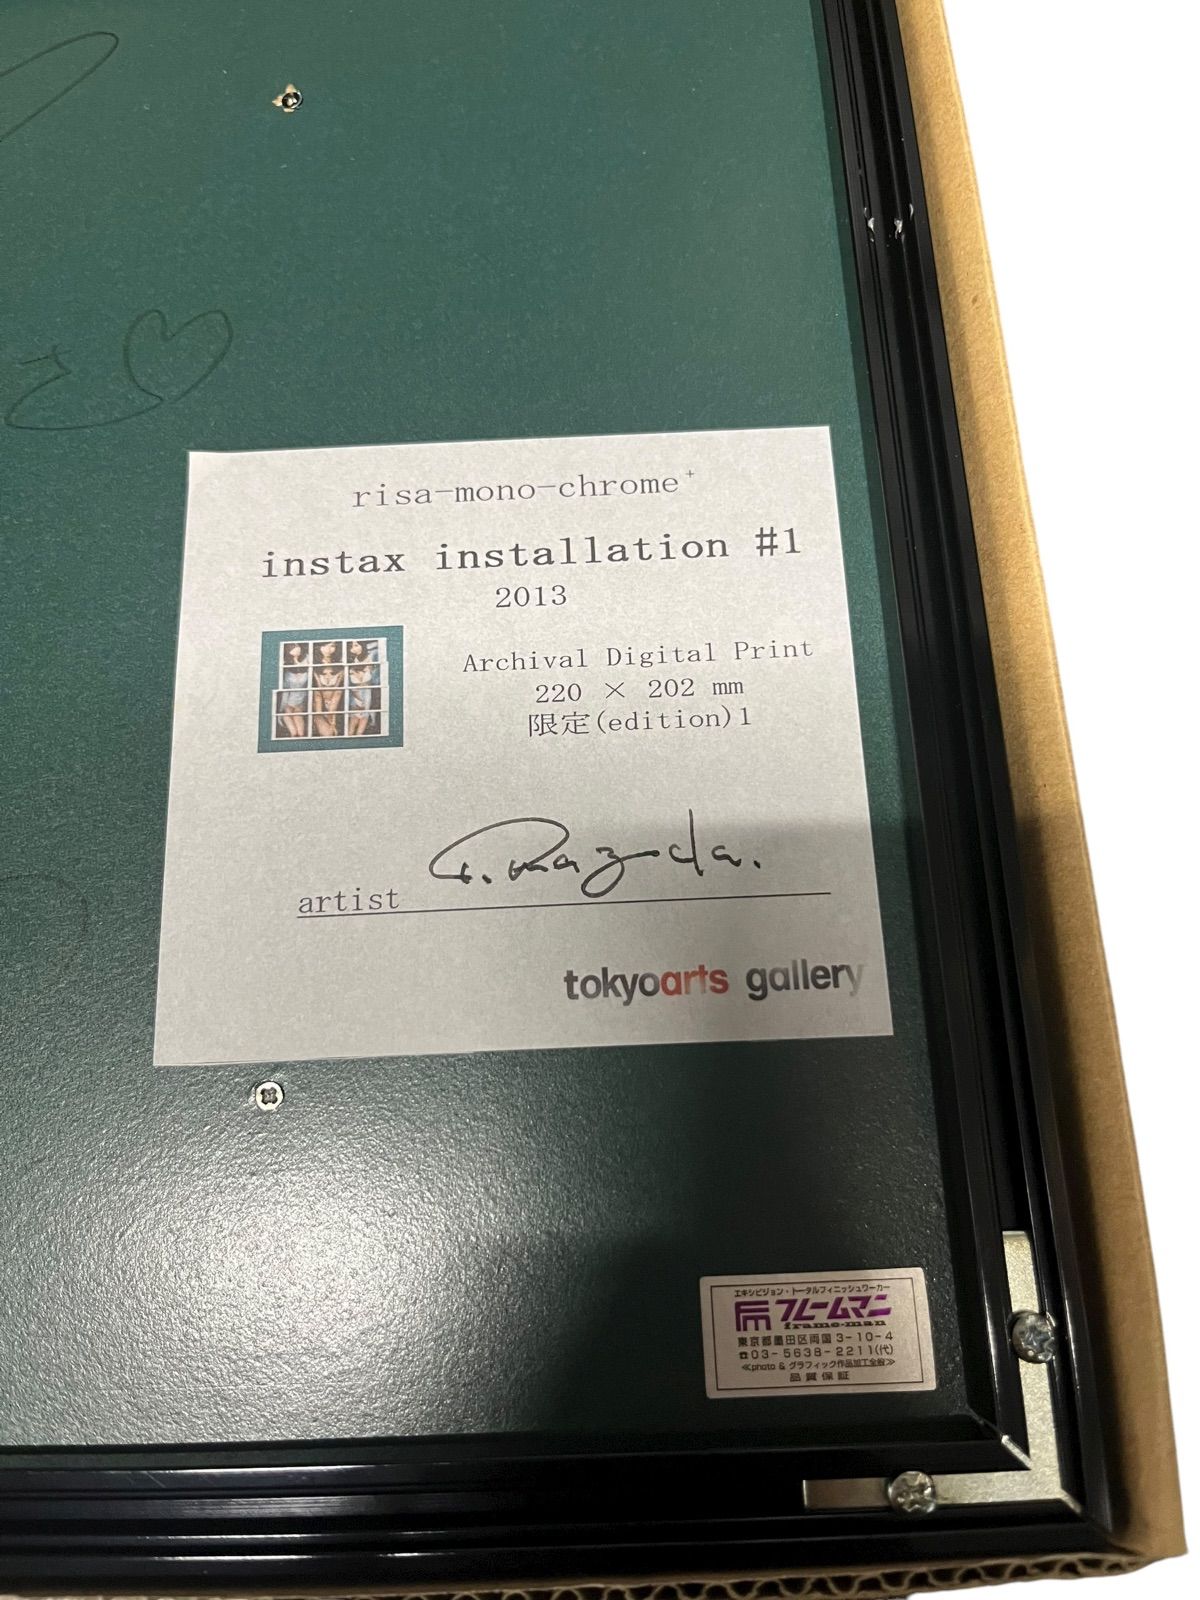 さ♡
risa-mono-chrome+
instax installation #1
2013
Archival Digital Print
220 × 202 mm
限定(edition)1
artist
tokyoarts gallery
エキシビジョン・トータルフィニッシュワーカー
FM フレームマン
frame-man
東京都墨田区両国3-10-4
☎03-5638-2211(代)
≪photo & グラフィック作品加工全般≫
品質保証